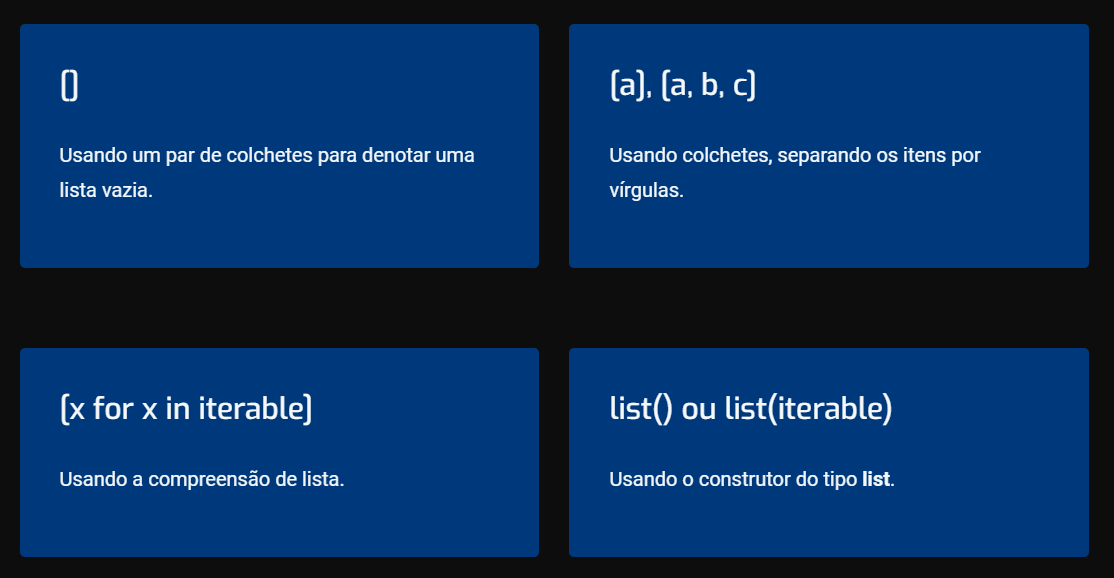 []
[a], [a, b, c]
Usando um par de colchetes para denotar uma
lista vazia.
Usando colchetes, separando os itens por
vírgulas.
[x for x in iterable]
list() ou list(iterable)
Usando a compreensão de lista.
Usando o construtor do tipo list.